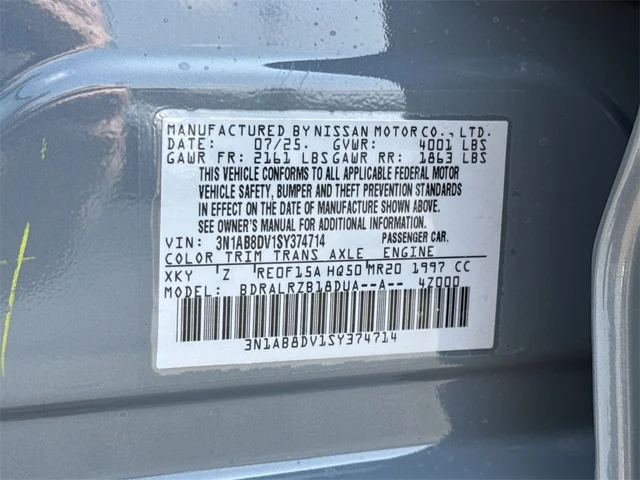 MANUFACTURED BY NISSAN MOTOR CO., LTD.
DATE: 07/25. GVWR: 4001 LBS
GAWR FR: 2161 LBS GAWR RR: 1863 LBS
THIS VEHICLE CONFORMS TO ALL APPLICABLE FEDERAL MOTOR
VEHICLE SAFETY, BUMPER AND THEFT PREVENTION STANDARDS
IN EFFECT ON THE DATE OF MANUFACTURE SHOWN ABOVE.
SEE OWNER'S MANUAL FOR ADDITIONAL INFORMATION.
VIN: 3N1AB8DV1SY374714 PASSENGER CAR.
COLOR TRIM TRANS AXLE ENGINE
XKY Z RE0F15A HQ50 MR20 1997 CC
MODEL: BDRALRZB18DUA--A-- 4Z000
3N1AB8DV1SY374714